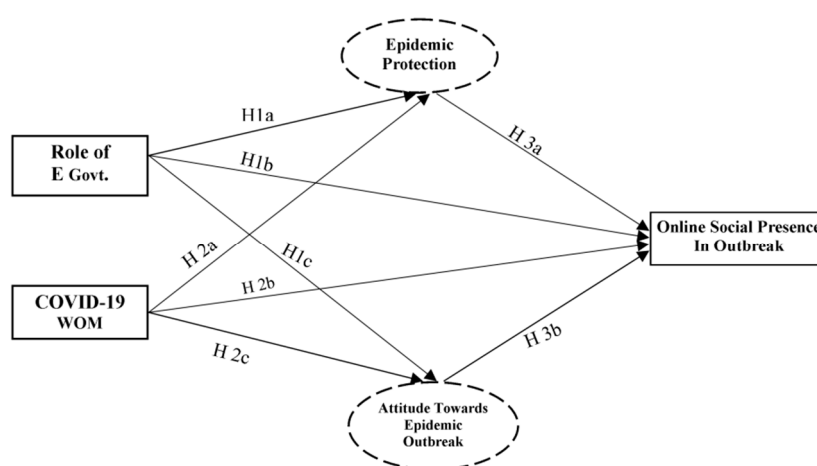 Epidemic
Protection
H1a
Role of
E Govt.
H1b
H 3a
Online Social Presence
In Outbreak
H 2a
H1c
H 2b
COVID-19
WOM
H 2c
H 3b
Attitude Towards
Epidemic
Outbreak